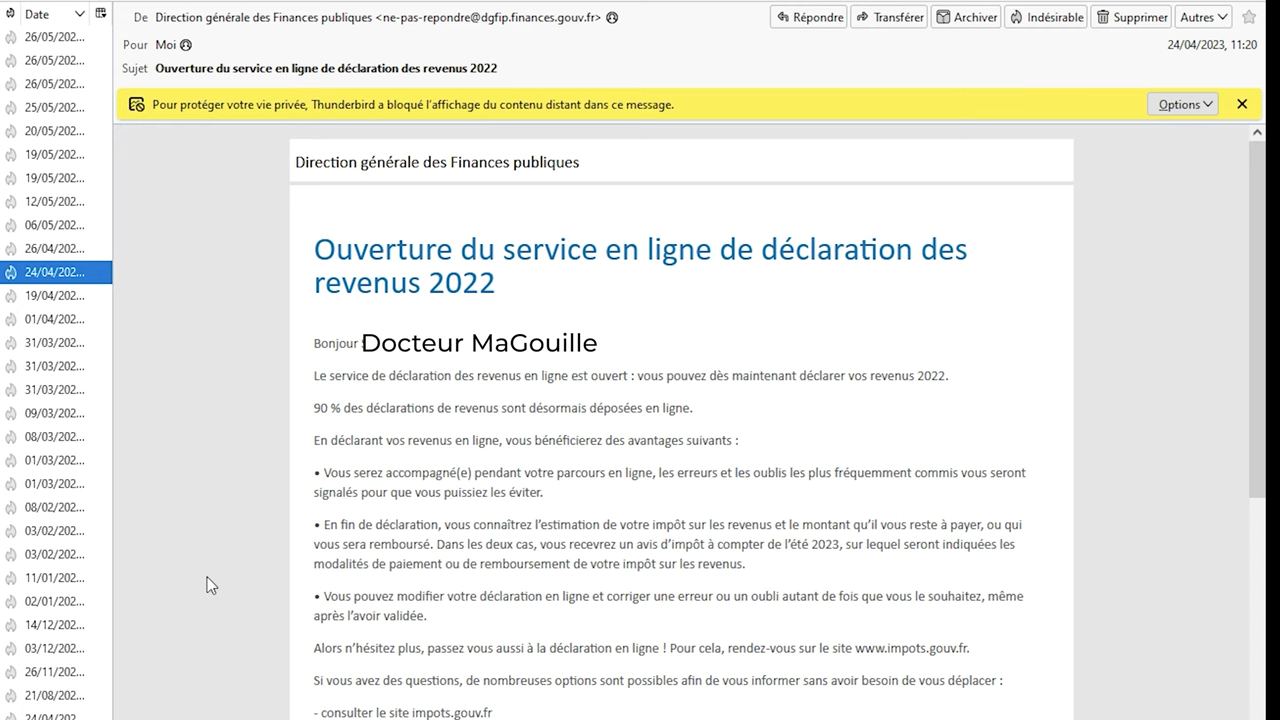 Date
26/05/202...
26/05/202...
26/05/202...
25/05/202...
20/05/202...
19/05/202...
19/05/202...
12/05/202...
06/05/202...
26/04/202...
24/04/202...
19/04/202...
01/04/202...
31/03/202...
31/03/202...
31/03/202...
09/03/202...
08/03/202...
01/03/202...
01/03/202...
08/02/202...
03/02/202...
03/02/202...
11/01/202...
02/01/202...
14/12/202...
03/12/202...
26/11/202...
21/08/202...
24/04/202...
De Direction générale des Finances publiques <ne-pas-repondre@dgfip.finances.gouv.fr>
Répondre Transférer Archiver Indésirable Supprimer Autres
Pour Moi
24/04/2023, 11:20
Sujet Ouverture du service en ligne de déclaration des revenus 2022
Pour protéger votre vie privée, Thunderbird a bloqué l'affichage du contenu distant dans ce message.
Options
Direction générale des Finances publiques
Ouverture du service en ligne de déclaration des
revenus 2022
Bonjour Docteur MaGouille
Le service de déclaration des revenus en ligne est ouvert : vous pouvez dès maintenant déclarer vos revenus 2022.
90 % des déclarations de revenus sont désormais déposées en ligne.
En déclarant vos revenus en ligne, vous bénéficierez des avantages suivants :
• Vous serez accompagné(e) pendant votre parcours en ligne, les erreurs et les oublis les plus fréquemment commis vous seront
signalés pour que vous puissiez les éviter.
• En fin de déclaration, vous connaîtrez l'estimation de votre impôt sur les revenus et le montant qu'il vous reste à payer, ou qui
vous sera remboursé. Dans les deux cas, vous recevrez un avis d'impôt à compter de l'été 2023, sur lequel seront indiquées les
modalités de paiement ou de remboursement de votre impôt sur les revenus.
• Vous pouvez modifier votre déclaration en ligne et corriger une erreur ou un oubli autant de fois que vous le souhaitez, même
après l'avoir validée.
Alors n'hésitez plus, passez vous aussi à la déclaration en ligne ! Pour cela, rendez-vous sur le site www.impots.gouv.fr.
Si vous avez des questions, de nombreuses options sont possibles afin de vous informer sans avoir besoin de vous déplacer :
- consulter le site impots.gouv.fr